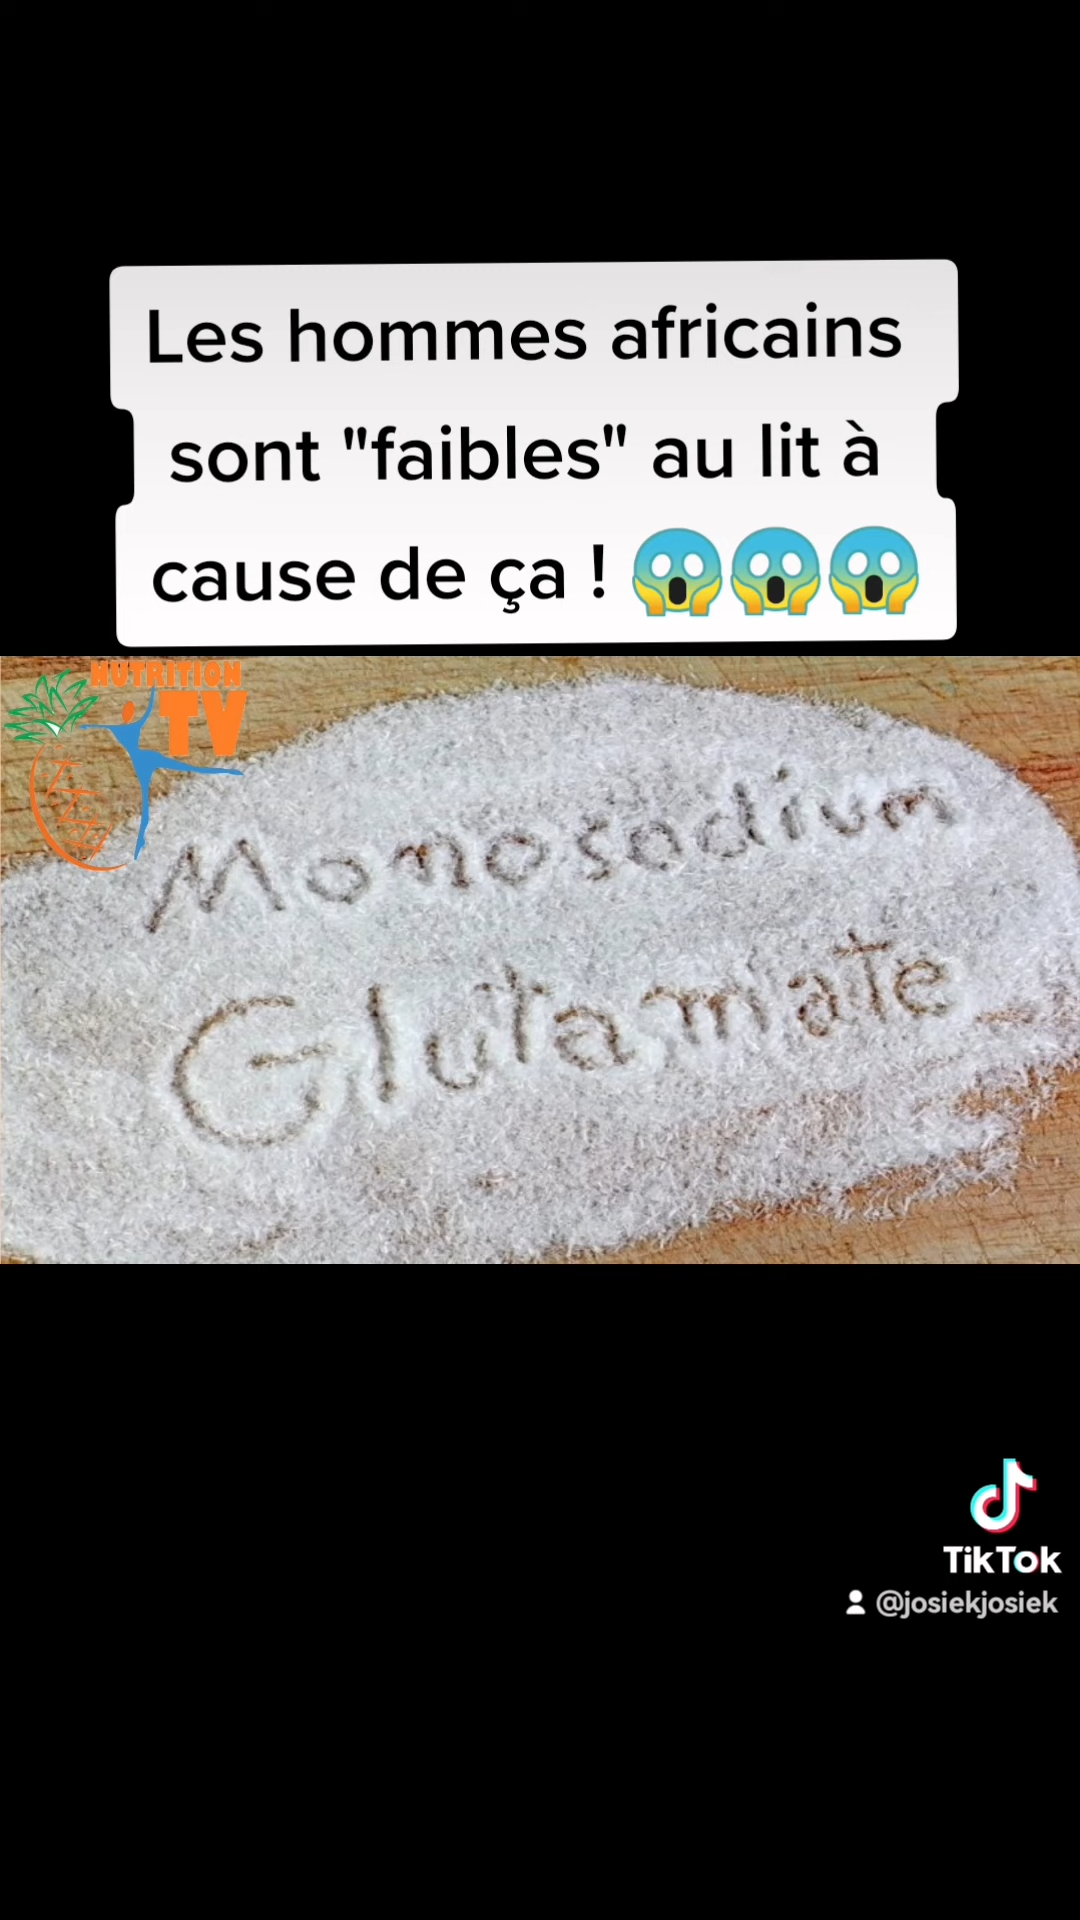 Les hommes africains
sont "faibles" au lit à
cause de ça ! 😱😱😱
NUTRITION
TV
Monosodium
Glutamate
TikTok
@josiekjosiek